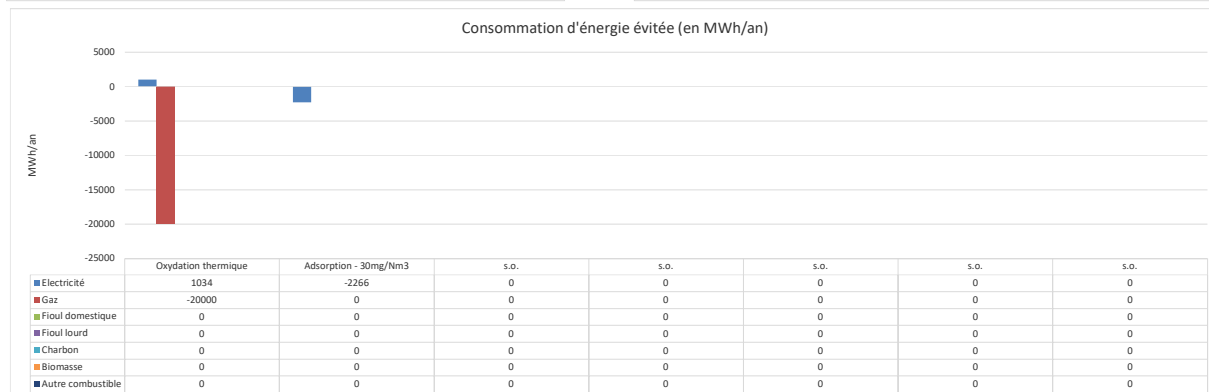 Consommation d'énergie évitée (en MWh/an)
5000
0
-5000
-10000
-15000
-20000
-25000
MWh/an
Oxydation thermique Adsorption - 30mg/Nm3 s.o. s.o. s.o. s.o. s.o.
Electricité 1034 -2266 0 0 0 0 0
Gaz -20000 0 0 0 0 0 0
Fioul domestique 0 0 0 0 0 0 0
Fioul lourd 0 0 0 0 0 0 0
Charbon 0 0 0 0 0 0 0
Biomasse 0 0 0 0 0 0 0
Autre combustible 0 0 0 0 0 0 0